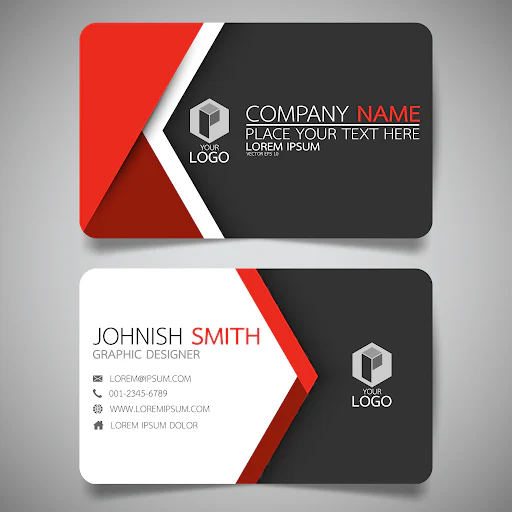 COMPANY NAME
PLACE YOUR TEXT HERE
LOREM IPSUM
VECTOR EPS 10
YOUR
LOGO
JOHNISH SMITH
GRAPHIC DESIGNER
LOREM@IPSUM.COM
001-2345-6789
WWW.LOREMIPSUM.COM
LOREM IPSUM DOLOR
YOUR
LOGO